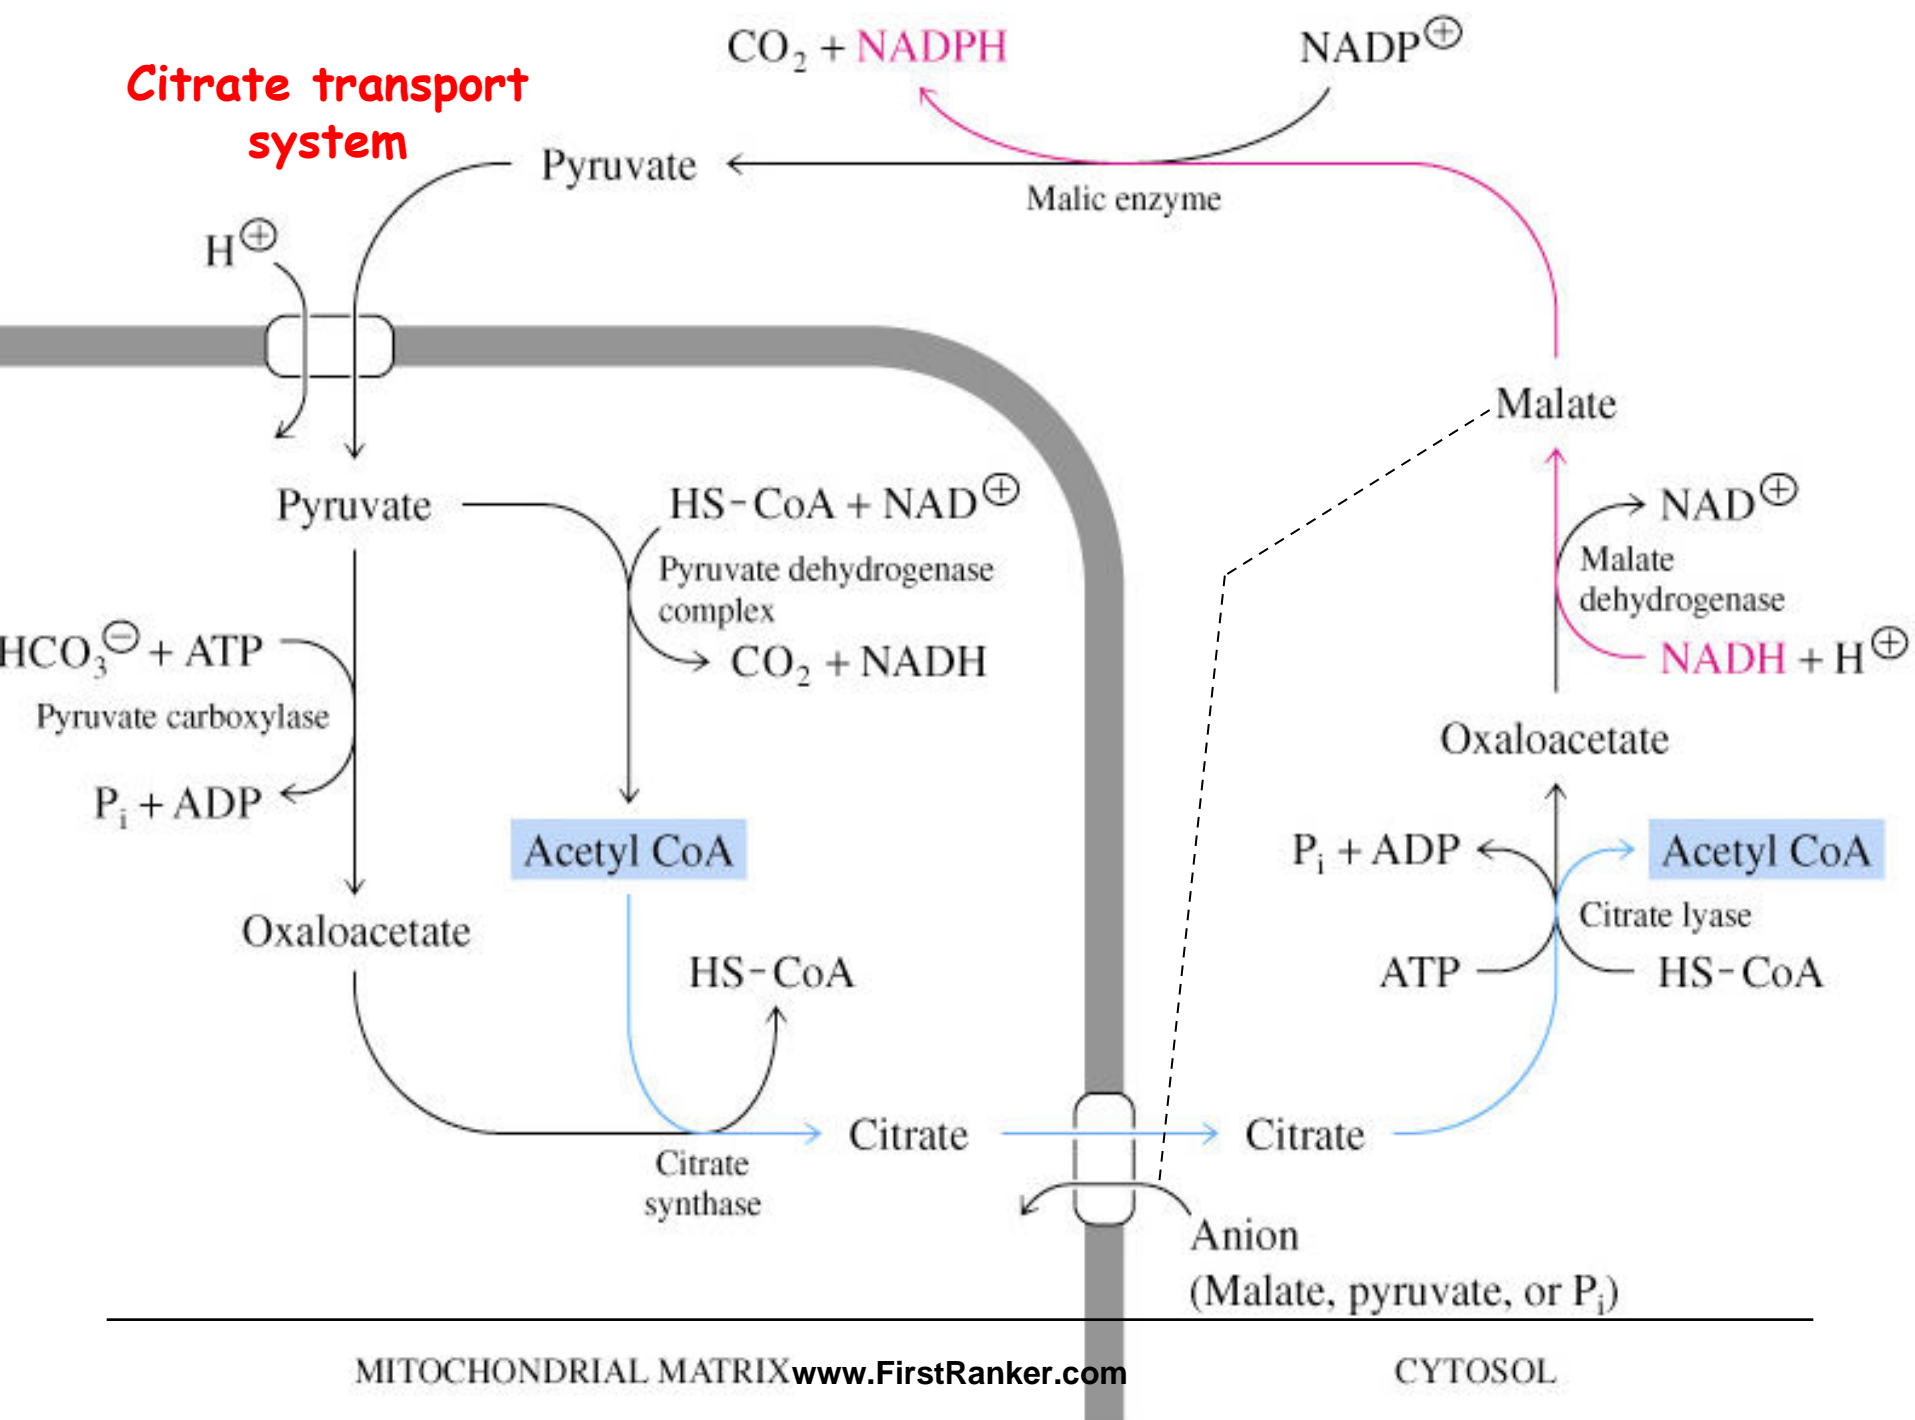 Citrate transport
system
CO₂ + NADPH
NADP⊕
Pyruvate
Malic enzyme
H⊕
Malate
Pyruvate
HS-CoA + NAD⊕
Pyruvate dehydrogenase
complex
CO₂ + NADH
NAD⊕
Malate
dehydrogenase
NADH + H⊕
HCO₃⊖ + ATP
Pyruvate carboxylase
Pᵢ + ADP
Oxaloacetate
Acetyl CoA
Pᵢ + ADP
Acetyl CoA
Citrate lyase
ATP
HS-CoA
Oxaloacetate
HS-CoA
Citrate
synthase
Citrate
Citrate
Anion
(Malate, pyruvate, or Pᵢ)
MITOCHONDRIAL MATRIX
www.FirstRanker.com
CYTOSOL